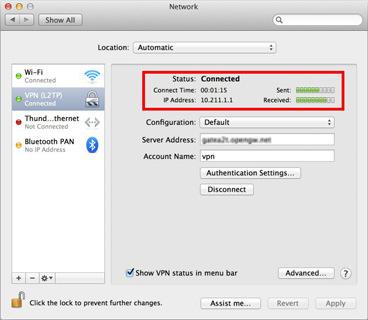 Network
Show All
Location: Automatic
Wi-Fi
Connected
VPN (L2TP)
Connected
Thund...thernet
Not Connected
Bluetooth PAN
No IP Address
Status: Connected
Connect Time: 00:01:15 Sent:
IP Address: 10.211.1.1 Received:
Configuration: Default
Server Address:
Account Name: vpn
Authentication Settings...
Disconnect
Show VPN status in menu bar
Advanced...
?
Click the lock to prevent further changes.
Assist me...
Revert
Apply